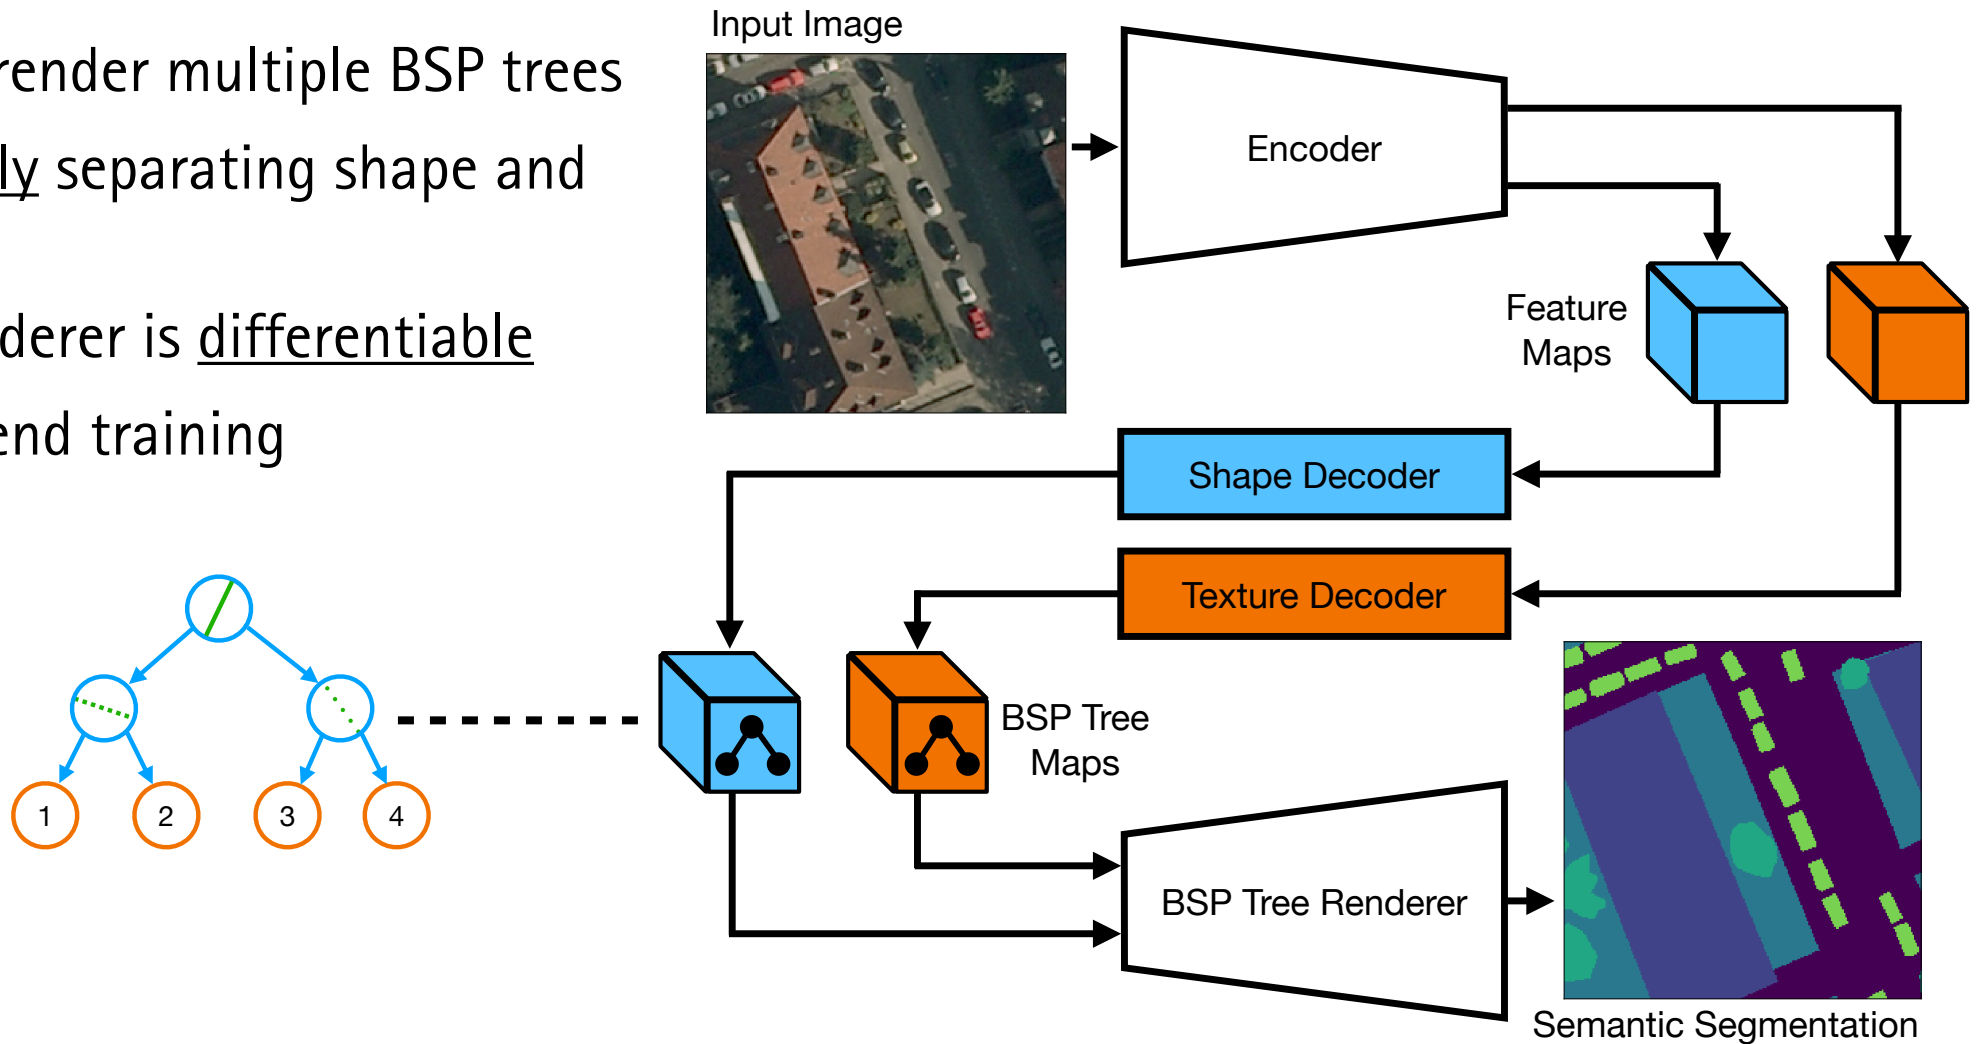 render multiple BSP trees
ly separating shape and
derer is differentiable
end training
Input Image
Encoder
Feature
Maps
Shape Decoder
Texture Decoder
BSP Tree
Maps
1 2 3 4
BSP Tree Renderer
Semantic Segmentation